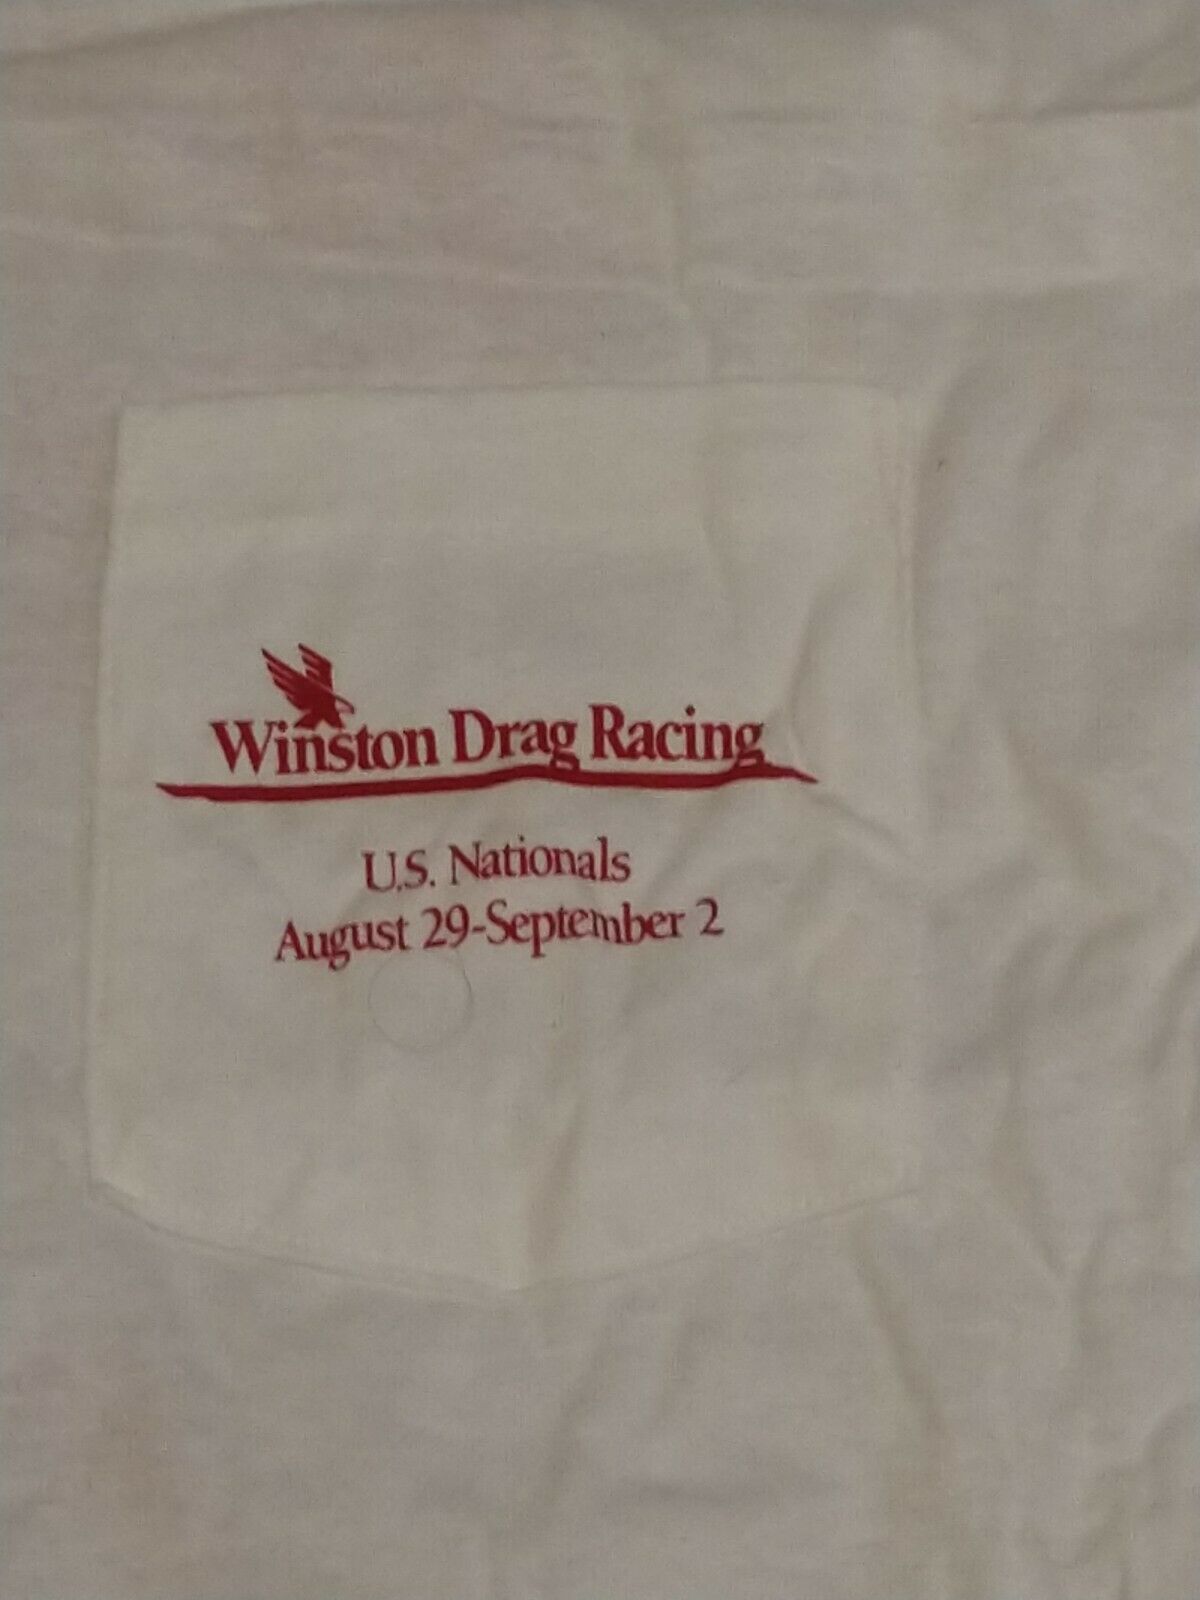 Winston Drag Racing
U.S. Nationals
August 29-September 2